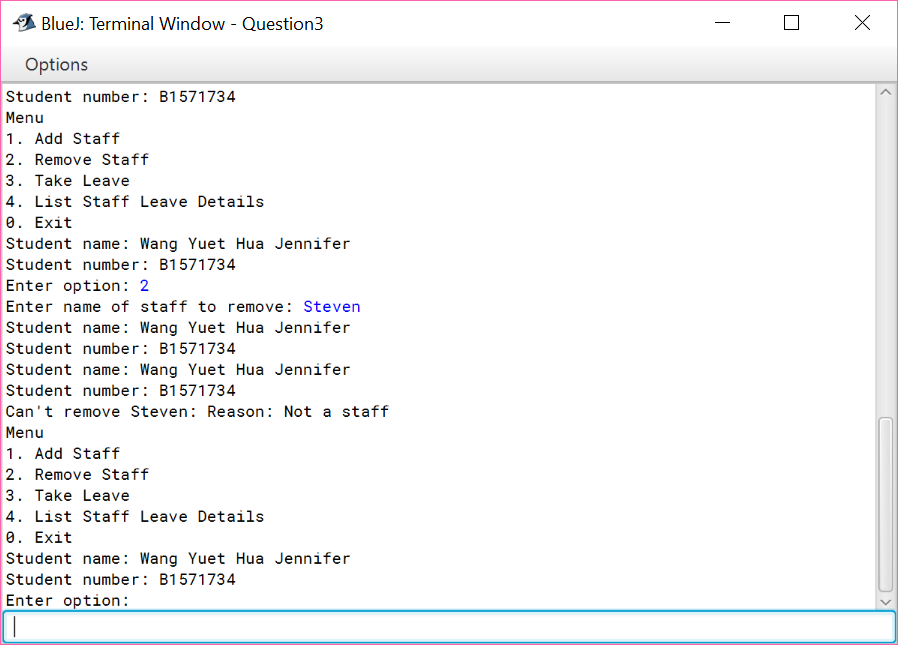 BlueJ: Terminal Window - Question3
Options
Student number: B1571734
Menu
1. Add Staff
2. Remove Staff
3. Take Leave
4. List Staff Leave Details
0. Exit
Student name: Wang Yuet Hua Jennifer
Student number: B1571734
Enter option: 2
Enter name of staff to remove: Steven
Student name: Wang Yuet Hua Jennifer
Student number: B1571734
Student name: Wang Yuet Hua Jennifer
Student number: B1571734
Can't remove Steven: Reason: Not a staff
Menu
1. Add Staff
2. Remove Staff
3. Take Leave
4. List Staff Leave Details
0. Exit
Student name: Wang Yuet Hua Jennifer
Student number: B1571734
Enter option: